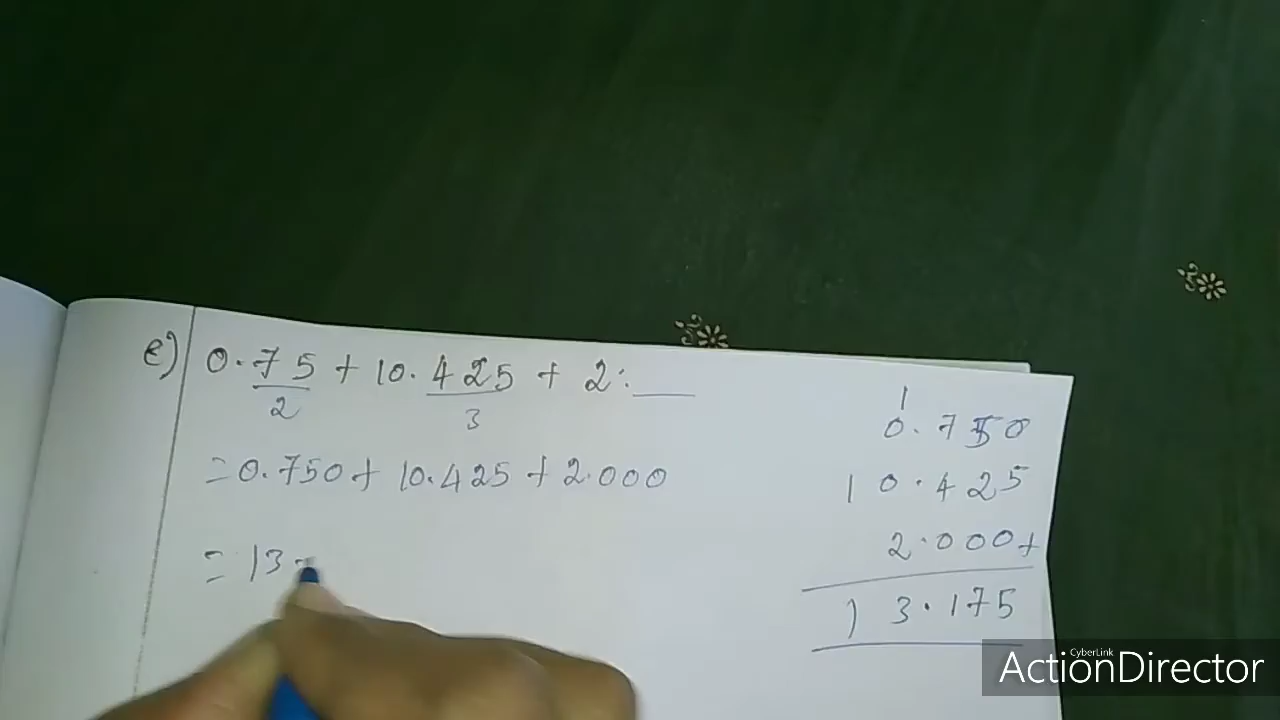 e) 0.75 + 10.425 + 2: ___
2 3
= 0.750 + 10.425 + 2.000
= 13
1
0.750
10.425
2.000+
13.175
CyberLink
ActionDirector